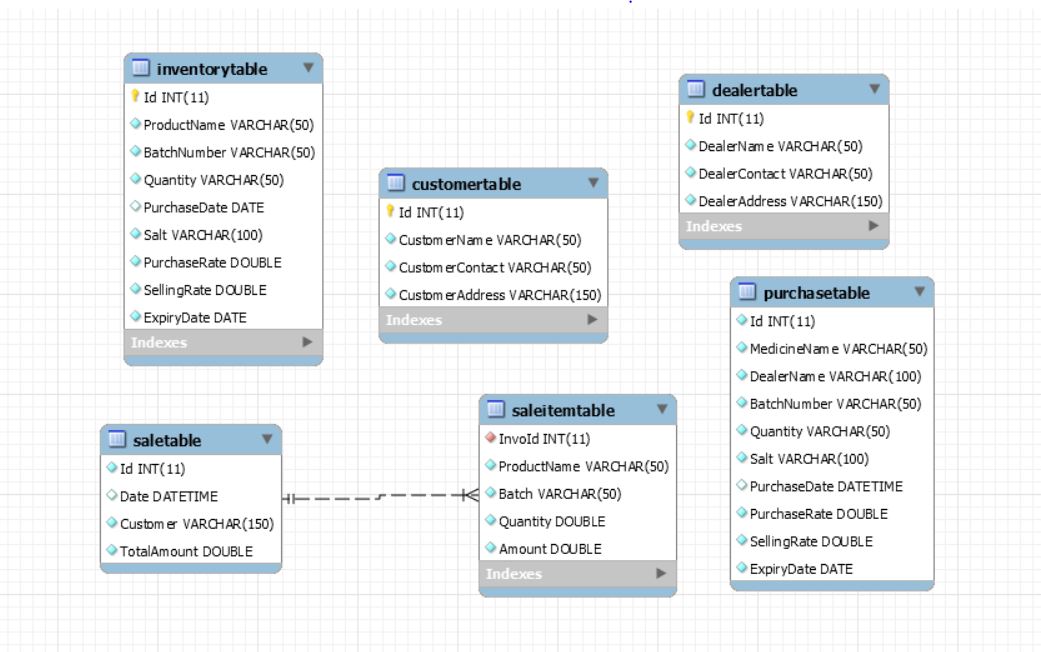 inventorytable
Id INT(11)
ProductName VARCHAR(50)
BatchNumber VARCHAR(50)
Quantity VARCHAR(50)
PurchaseDate DATE
Salt VARCHAR(100)
PurchaseRate DOUBLE
SellingRate DOUBLE
ExpiryDate DATE
Indexes
customertable
Id INT(11)
CustomerName VARCHAR(50)
CustomerContact VARCHAR(50)
CustomerAddress VARCHAR(150)
Indexes
dealertable
Id INT(11)
DealerName VARCHAR(50)
DealerContact VARCHAR(50)
DealerAddress VARCHAR(150)
Indexes
purchasetable
Id INT(11)
MedicineName VARCHAR(50)
DealerName VARCHAR(100)
BatchNumber VARCHAR(50)
Quantity VARCHAR(50)
Salt VARCHAR(100)
PurchaseDate DATETIME
PurchaseRate DOUBLE
SellingRate DOUBLE
ExpiryDate DATE
saletable
Id INT(11)
Date DATETIME
Customer VARCHAR(150)
TotalAmount DOUBLE
saleitemtable
InvoId INT(11)
ProductName VARCHAR(50)
Batch VARCHAR(50)
Quantity DOUBLE
Amount DOUBLE
Indexes